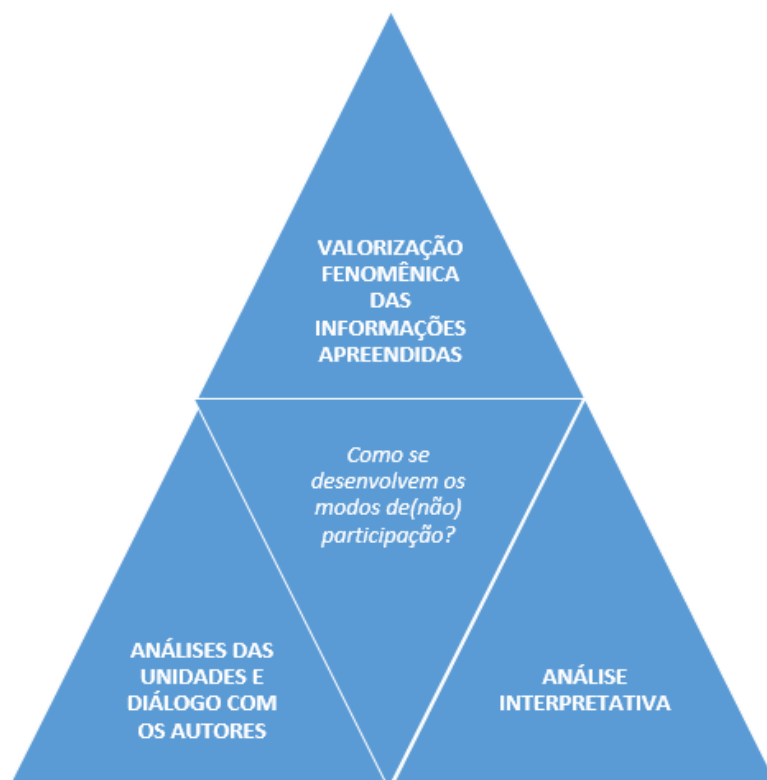 VALORIZAÇÃO
FENOMÊNICA
DAS
INFORMAÇÕES
APREENDIDAS
Como se
desenvolvem os
modos de(não)
participação?
ANÁLISES DAS
UNIDADES E
DIÁLOGO COM
OS AUTORES
ANÁLISE
INTERPRETATIVA